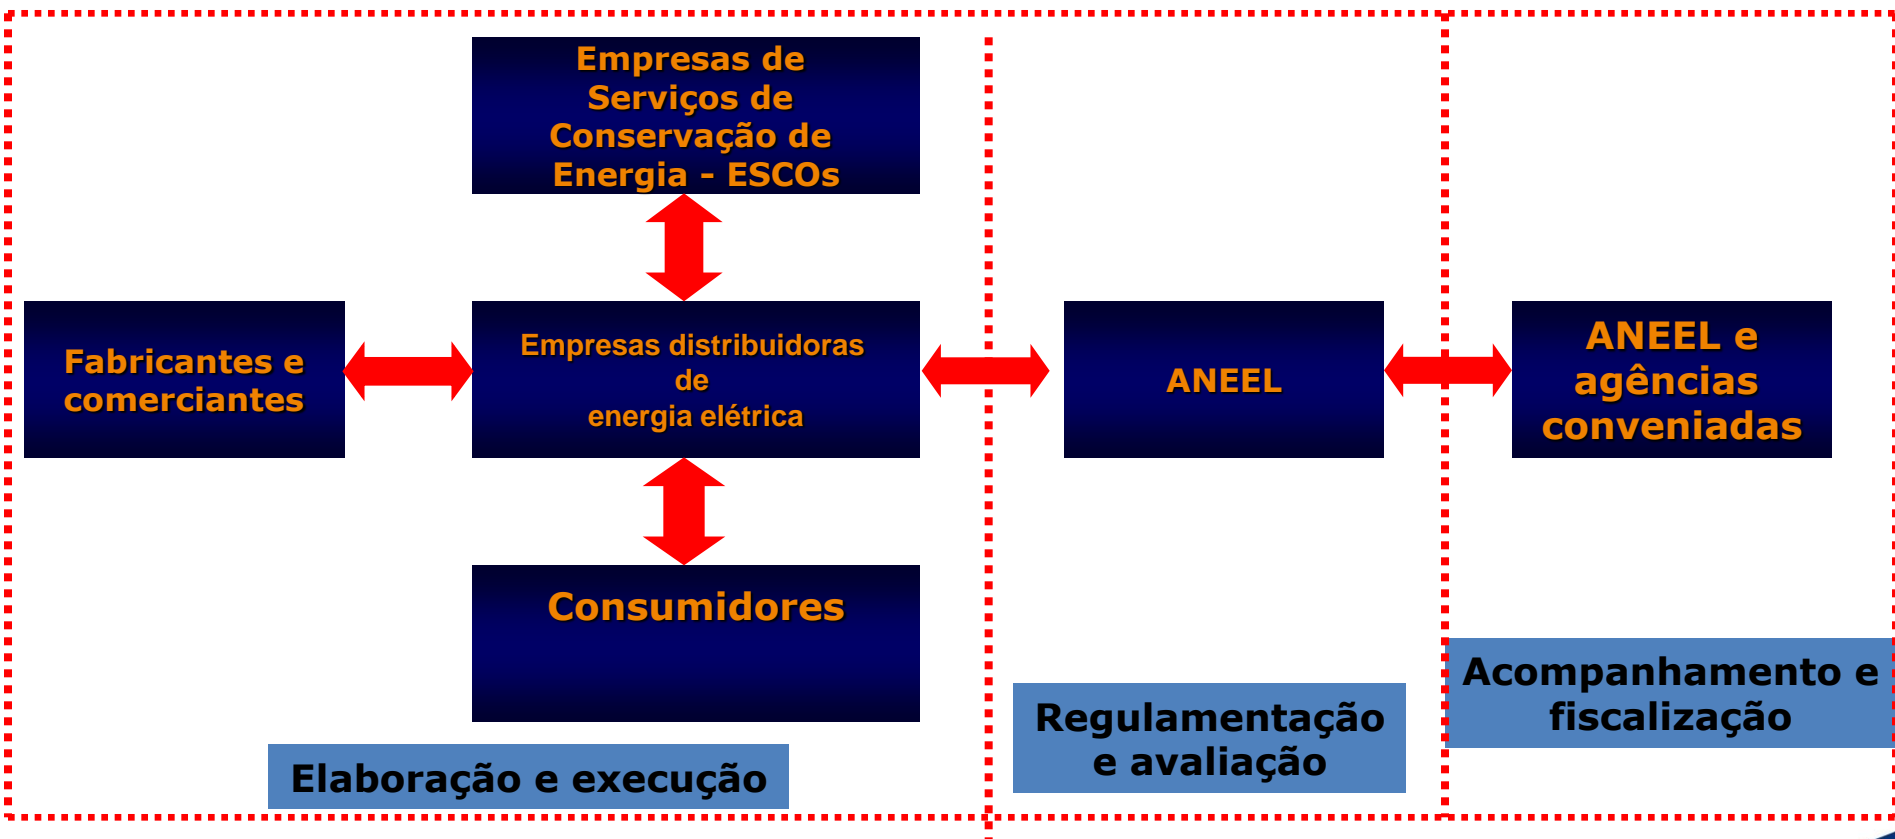 Empresas de
Serviços de
Conservação de
Energia - ESCOs
Fabricantes e
comerciantes
Empresas distribuidoras
de
energia elétrica
ANEEL
ANEEL e
agências
conveniadas
Consumidores
Elaboração e execução
Regulamentação
e avaliação
Acompanhamento e
fiscalização